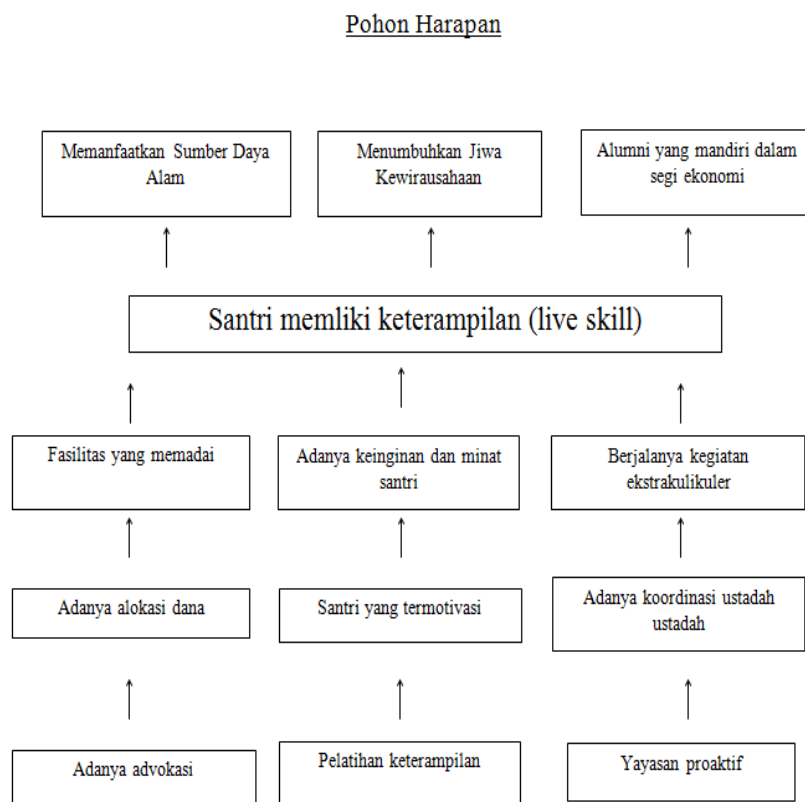 Pohon Harapan
Memanfaatkan Sumber Daya
Alam
Menumbuhkan Jiwa
Kewirausahaan
Alumni yang mandiri dalam
segi ekonomi
Santri memliki keterampilan (live skill)
Fasilitas yang memadai
Adanya keinginan dan minat
santri
Berjalanya kegiatan
ekstrakulikuler
Adanya alokasi dana
Santri yang termotivasi
Adanya koordinasi ustadah
ustadah
Adanya advokasi
Pelatihan keterampilan
Yayasan proaktif